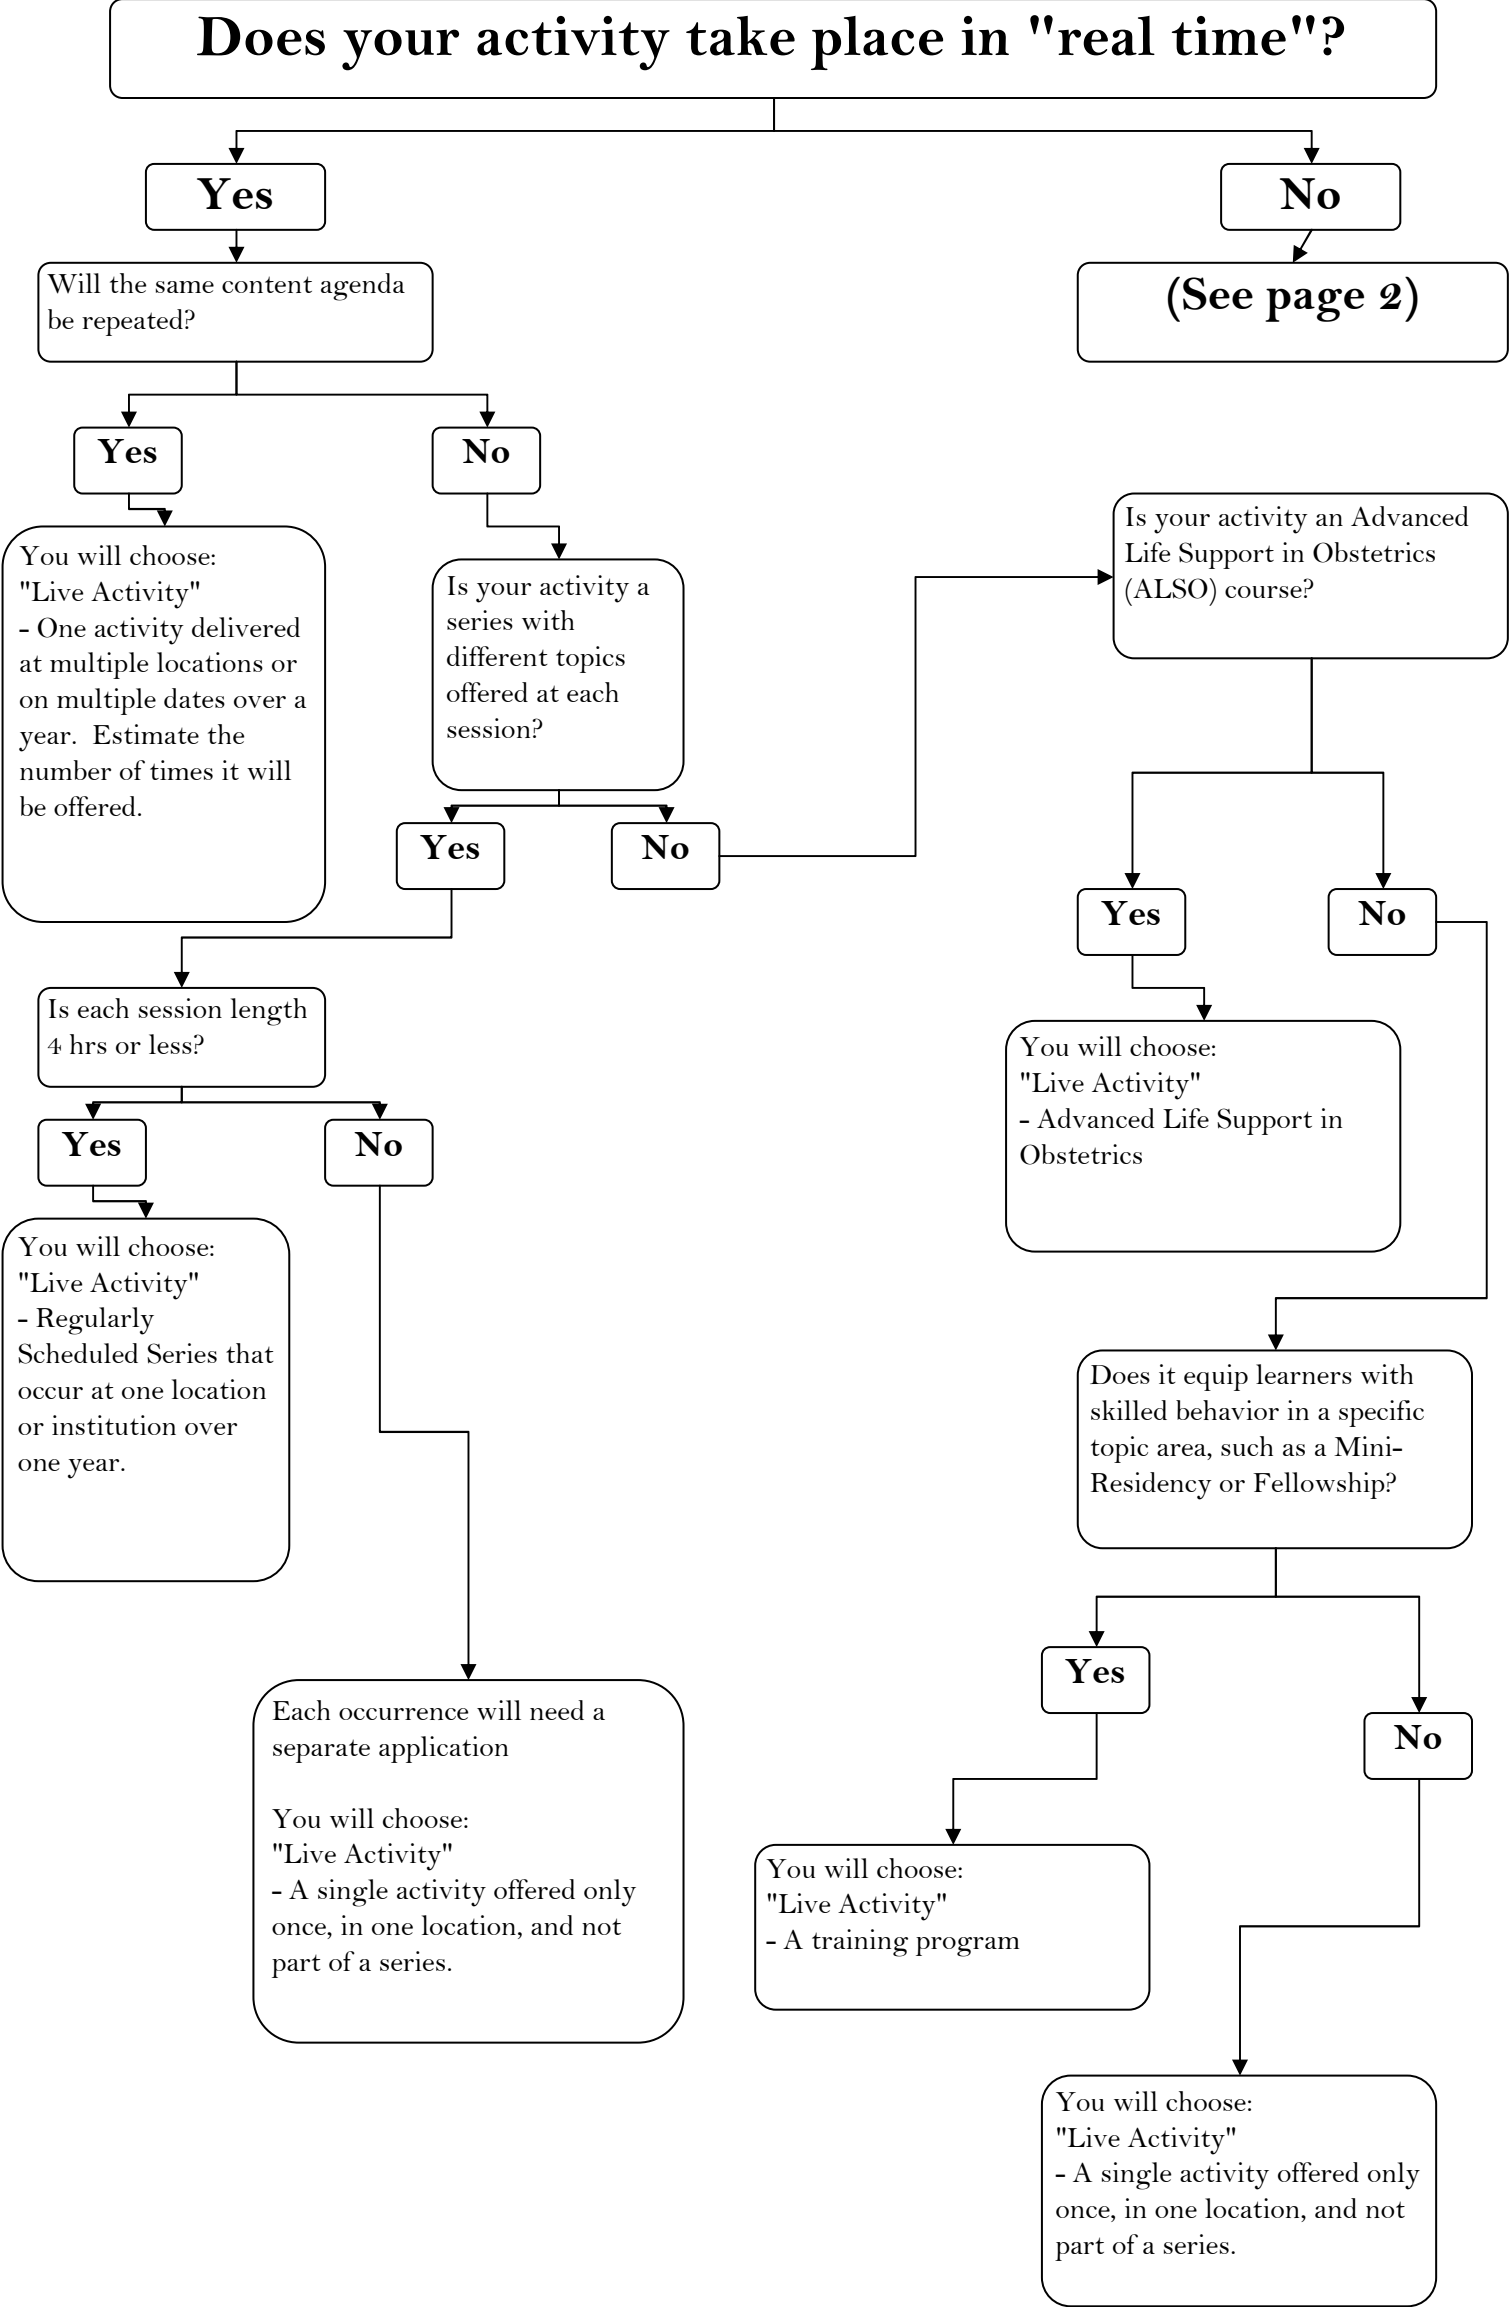 Does your activity take place in "real time"?
Yes
No
Will the same content agenda
be repeated?
(See page 2)
Yes
No
You will choose:
"Live Activity"
- One activity delivered
at multiple locations or
on multiple dates over a
year.  Estimate the
number of times it will
be offered.
Is your activity a
series with
different topics
offered at each
session?
Is your activity an Advanced
Life Support in Obstetrics
(ALSO) course?
Yes
No
Yes
No
Is each session length
4 hrs or less?
You will choose:
"Live Activity"
- Advanced Life Support in
Obstetrics
Yes
No
You will choose:
"Live Activity"
- Regularly
Scheduled Series that
occur at one location
or institution over
one year.
Does it equip learners with
skilled behavior in a specific
topic area, such as a Mini-
Residency or Fellowship?
Yes
No
Each occurrence will need a
separate application
You will choose:
"Live Activity"
- A single activity offered only
once, in one location, and not
part of a series.
You will choose:
"Live Activity"
- A training program
You will choose:
"Live Activity"
- A single activity offered only
once, in one location, and not
part of a series.